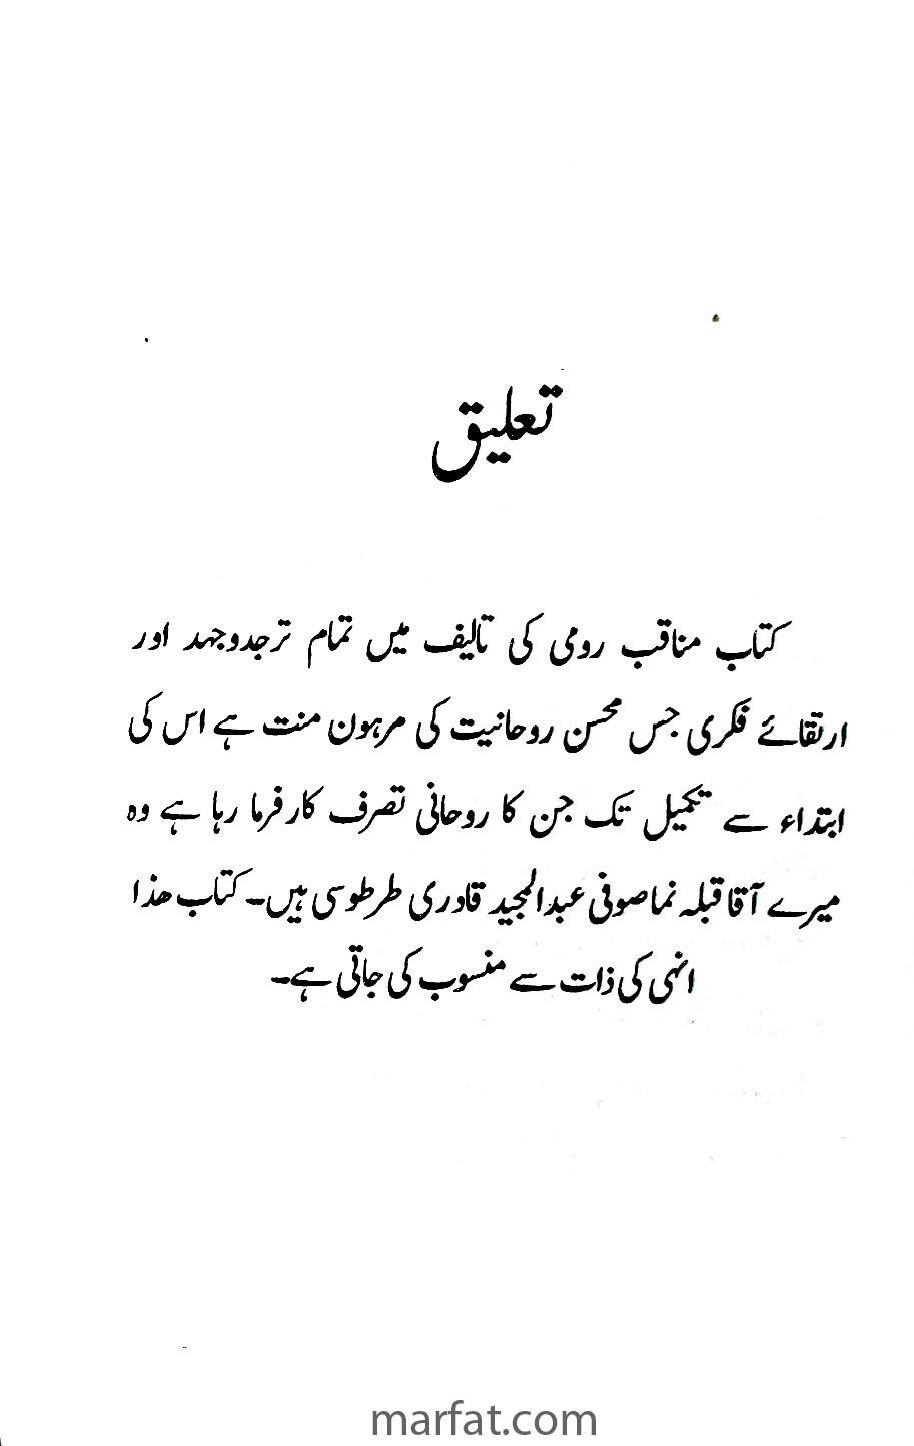 تعلیق
کتاب مناقب رومی کی تالیف میں تمام تر جدوجہد اور
ارتقائے فکری جس محسن روحانیت کی مرہون منت ہے اس کی
ابتداء سے تکمیل تک جن کا روحانی تصرف کارفرما رہا ہے وہ
میرے آقا قبلہ نما صوفی عبدالمجید قادری طرطوسی ہیں۔ کتاب ھذا
انہی کی ذات سے منسوب کی جاتی ہے۔
marfat.com